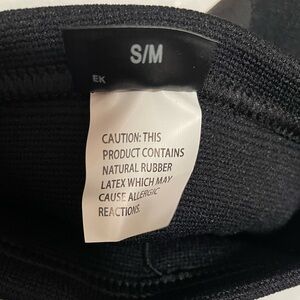 S/M
EK
CAUTION: THIS
PRODUCT CONTAINS
NATURAL RUBBER
LATEX WHICH MAY
CAUSE ALLERGIC
REACTIONS.